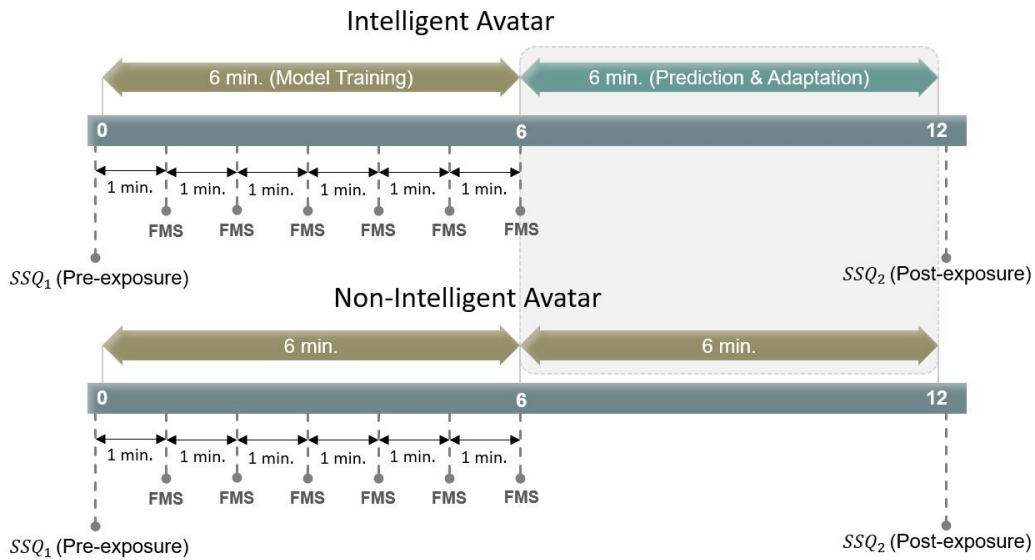 Intelligent Avatar
6 min. (Model Training)
6 min. (Prediction & Adaptation)
0
6
12
1 min.
1 min.
1 min.
1 min.
1 min.
1 min.
FMS
FMS
FMS
FMS
FMS
FMS
SSQ₁ (Pre-exposure)
SSQ₂ (Post-exposure)
Non-Intelligent Avatar
6 min.
6 min.
0
6
12
1 min.
1 min.
1 min.
1 min.
1 min.
1 min.
FMS
FMS
FMS
FMS
FMS
FMS
SSQ₁ (Pre-exposure)
SSQ₂ (Post-exposure)